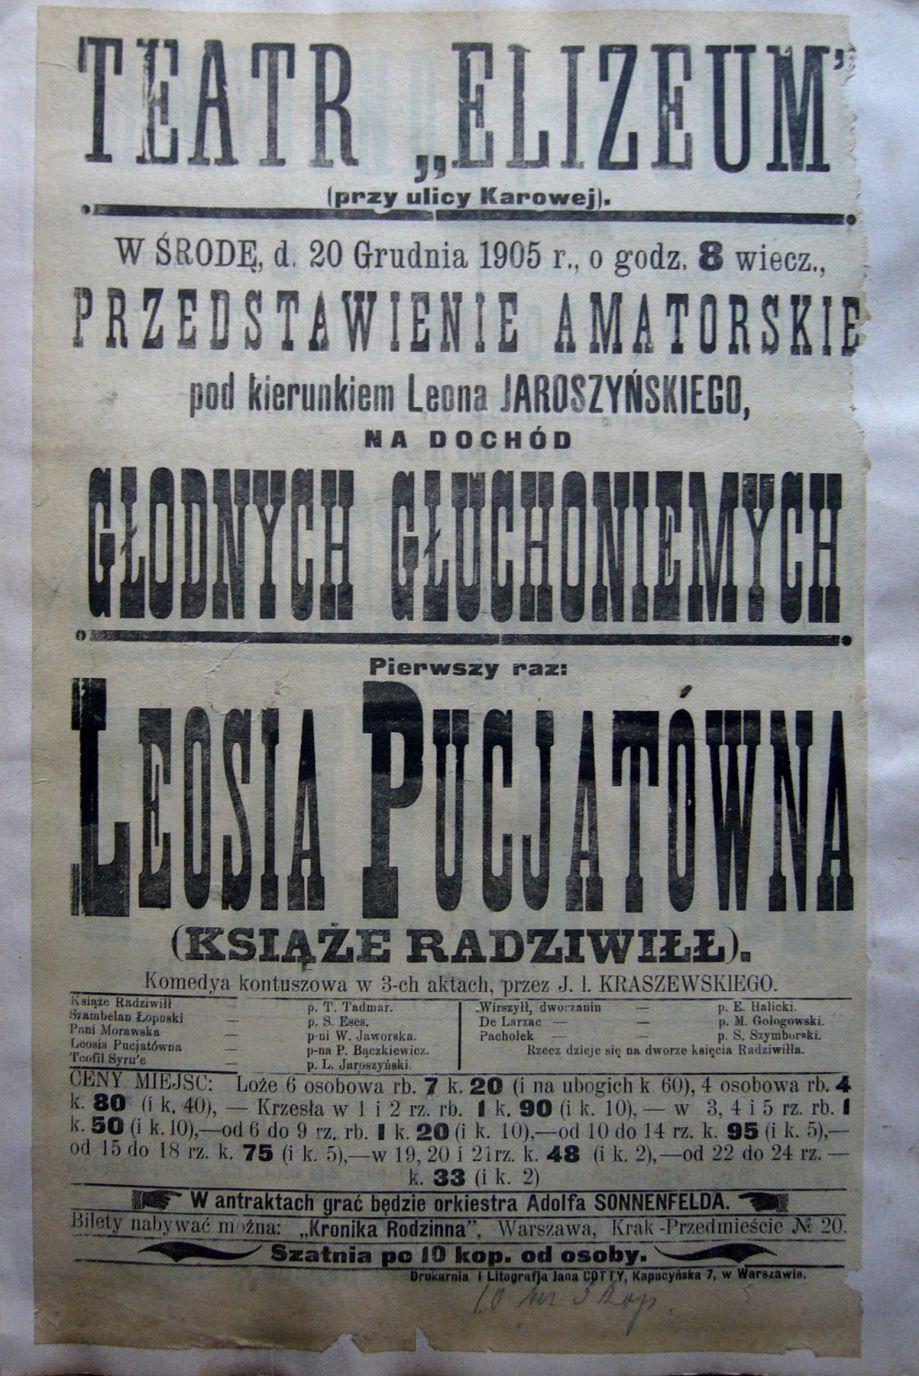 TEATR „ELIZEUM”
(przy ulicy Karowej).
W ŚRODĘ, d. 20 Grudnia 1905 r., o godz. 8 wiecz.,
PRZEDSTAWIENIE AMATORSKIE
pod kierunkiem Leona JAROSZYŃSKIEGO,
NA DOCHÓD
GŁODNYCH GŁUCHONIEMYCH
Pierwszy raz:
LEOSIA PUCJATÓWNA
(KSIĄŻE RADZIWIŁŁ).
Komedya kontuszowa w 3-ch aktach, przez J. I. KRASZEWSKIEGO.
Książe Radziwiłł — p. T. Tadmar.
Szambelan Łopuski — p. S. Eses.
Pani Morawska — p-ni W. Jaworska.
Leosia Pucjatówna — p-na P. Bączkiewicz.
Teofil — p. L. Jaroszyński.
Wirszyłł, dworzanin — p. E. Halicki.
De Larzac — — p. M. Gologowski.
Pacholek — — p. S. Szymborski.
Rzecz dzieje się na dworze księcia Radziwiłła.
CENY MIEJSC: Loże 6 osobowa rb. 7 k. 20 (i na ubogich k 60), 4 osobowa rb. 4
k. 80 (i k. 40), — Krzesła w 1 i 2 rz. rb. 1 k. 90 (i k. 10), — w 3, 4 i 5 rz. rb. 1
k. 50 (i k. 10),—od 6 do 9 rz. rb. 1 k. 20 (i k. 10),—od 10 do 14 rz. k. 95 (i k. 5),—
od 15 do 18 rz. k. 75 (i k. 5),—w 19, 20 i 21rz. k. 48 (i k. 2),—od 22 do 24 rz. —
k. 33 (i k. 2)
W antraktach grać będzie orkiestra Adolfa SONNENFELDA.
Bilety nabywać można: „Kronika Rodzinna”, Warszawa, Krak-Przedmieście № 20.
Szatnia po 10 kop. od osoby.
Drukarnia i Litografja Jana COTTY, Kapucyńska 7, w Warszawie.